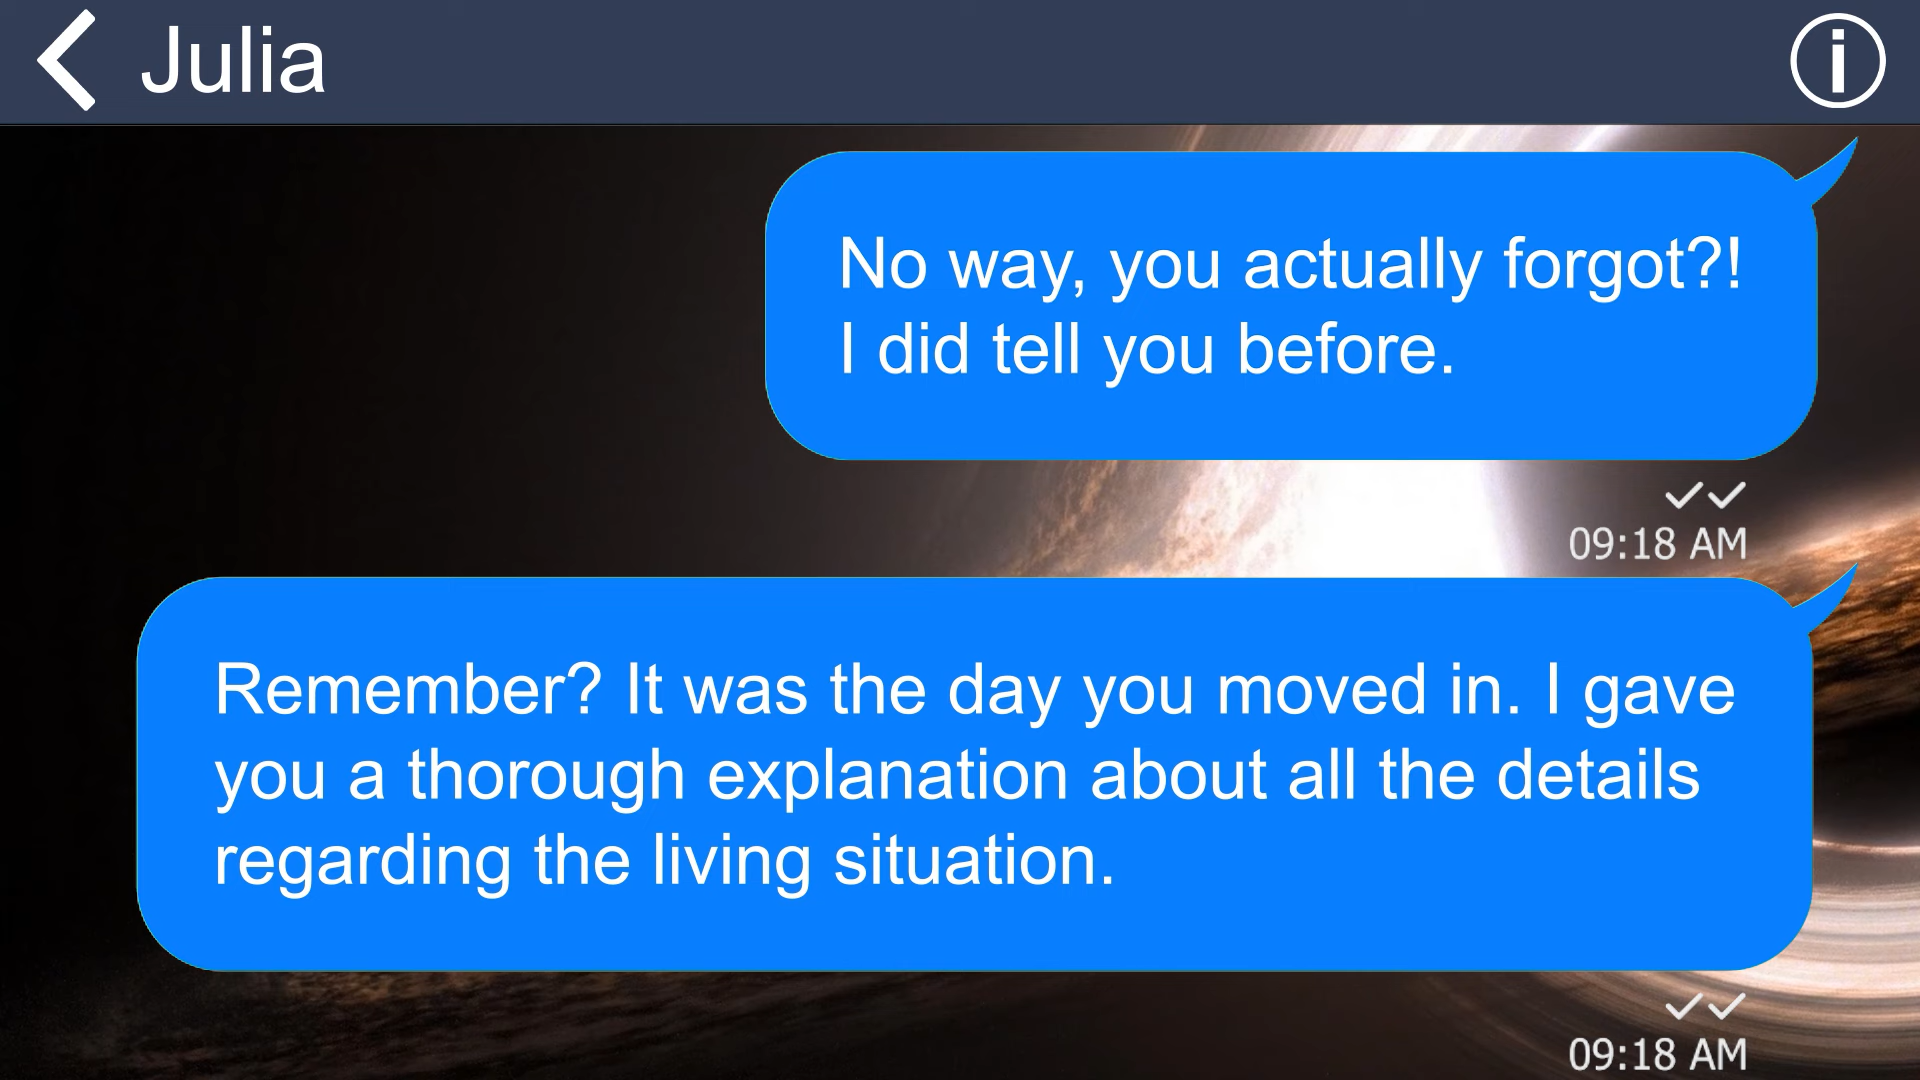 Julia
No way, you actually forgot?!
I did tell you before.
09:18 AM
Remember? It was the day you moved in. I gave
you a thorough explanation about all the details
regarding the living situation.
09:18 AM